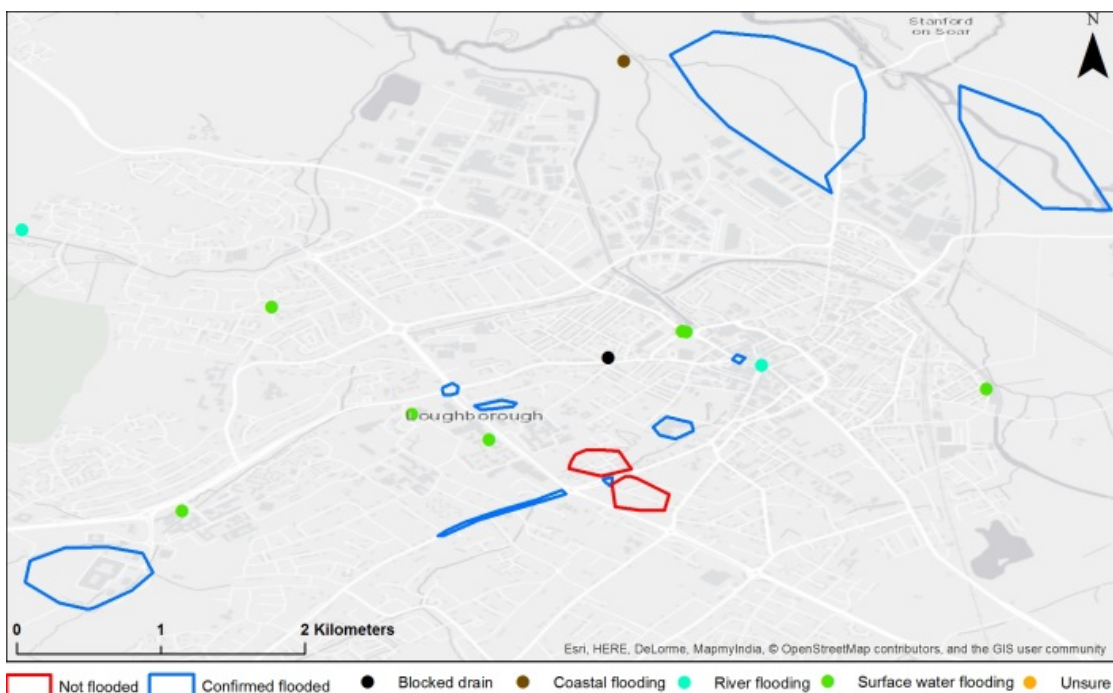 Stanford
on Soar
N
Loughborough
0 1 2 Kilometers
Esri, HERE, DeLorme, MapmyIndia, © OpenStreetMap contributors, and the GIS user community
Not flooded Confirmed flooded Blocked drain Coastal flooding River flooding Surface water flooding Unsure